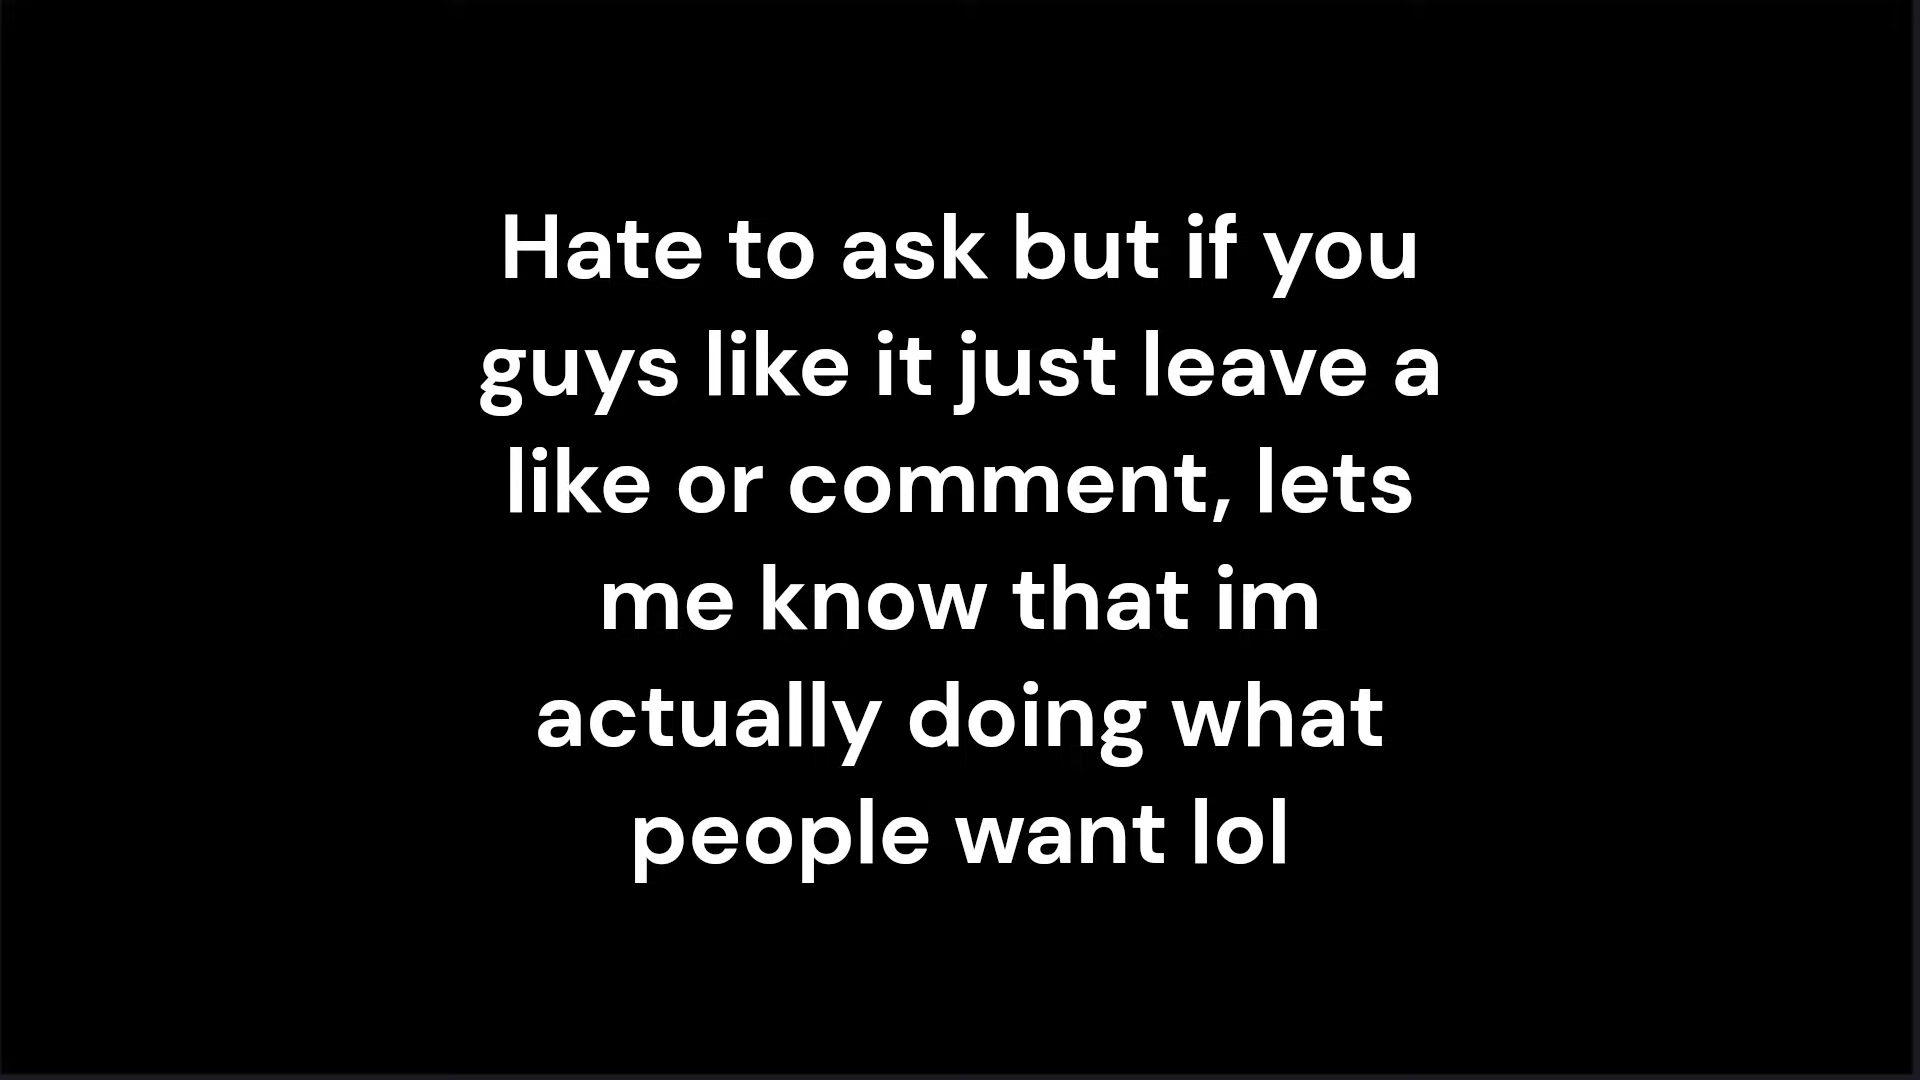 Hate to ask but if you
guys like it just leave a
like or comment, lets
me know that im
actually doing what
people want lol